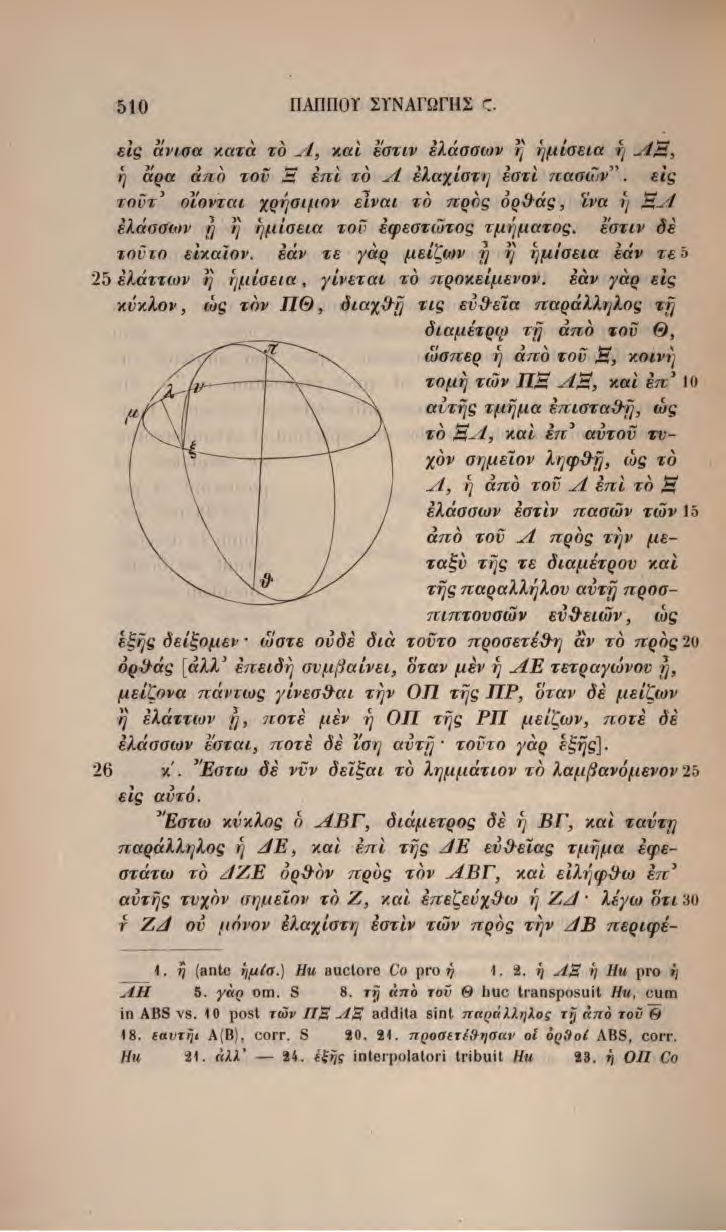 510 ΠΑΠΠΟΥ ΣΥΝΑΓΩΓΗΣ ϛ.
εἰς ἄνισα κατὰ τὸ Λ, καὶ ἔστιν ἐλάσσων ἢ ἡμίσεια ἡ ΛΞ,
ἡ ἄρα ἀπὸ τοῦ Ξ ἐπὶ τὸ Λ ἐλαχίστη ἐστὶ πασῶν". εἰς
τοῦτ' οἴονται χρήσιμον εἶναι τὸ πρὸς ὀρθάς, ἵνα ἡ ΞΛ
ἐλάσσων ᾖ ἢ ἡμίσεια τοῦ ἐφεστῶτος τμήματος. ἔστιν δὲ
τοῦτο εἰκαῖον. ἐάν τε γὰρ μείζων ᾖ ἢ ἡμίσεια ἐάν τε 5
25 ἐλάττων ἢ ἡμίσεια, γίνεται τὸ προκείμενον. ἐὰν γὰρ εἰς
κύκλον, ὡς τὸν ΠΘ, διαχθῇ τις εὐθεῖα παράλληλος τῇ
διαμέτρῳ τῇ ἀπὸ τοῦ Θ,
ὥσπερ ἡ ἀπὸ τοῦ Ξ, κοινὴ
τομὴ τῶν ΠΞ ΛΞ, καὶ ἐπ' 10
αὐτῆς τμῆμα ἐπισταθῇ, ὡς
τὸ ΞΛ, καὶ ἐπ' αὐτοῦ τυ-
χὸν σημεῖον ληφθῇ, ὡς τὸ
Λ, ἡ ἀπὸ τοῦ Λ ἐπὶ τὸ Ξ
ἐλάσσων ἐστὶν πασῶν τῶν 15
ἀπὸ τοῦ Λ πρὸς τὴν με-
ταξὺ τῆς τε διαμέτρου καὶ
τῆς παραλλήλου αὐτῇ προσ-
πιπτουσῶν εὐθειῶν, ὡς
π
λ ν
μ
ξ
θ
ἑξῆς δείξομεν· ὥστε οὐδὲ διὰ τοῦτο προσετέθη ἂν τὸ πρὸς 20
ὀρθάς [ἀλλ' ἐπειδὴ συμβαίνει, ὅταν μὲν ἡ ΛΕ τετραγώνου ᾖ,
μείζονα πάντως γίνεσθαι τὴν ΟΠ τῆς ΠΡ, ὅταν δὲ μείζων
ἢ ἐλάττων ᾖ, ποτὲ μὲν ἡ ΟΠ τῆς ΡΠ μείζων, ποτὲ δὲ
ἐλάσσων ἔσται, ποτὲ δὲ ἴση αὐτῇ· τοῦτο γὰρ ἑξῆς].
26 κ'. Ἔστω δὲ νῦν δεῖξαι τὸ λημμάτιον τὸ λαμβανόμενον 25
εἰς αὐτό.
Ἔστω κύκλος ὁ ΑΒΓ, διάμετρος δὲ ἡ ΒΓ, καὶ ταύτῃ
παράλληλος ἡ ΔΕ, καὶ ἐπὶ τῆς ΔΕ εὐθείας τμῆμα ἐφε-
στάτω τὸ ΔΖΕ ὀρθὸν πρὸς τὸν ΑΒΓ, καὶ εἰλήφθω ἐπ'
αὐτῆς τυχὸν σημεῖον τὸ Ζ, καὶ ἐπεζεύχθω ἡ ΖΔ· λέγω ὅτι 30
ἡ ΖΔ οὐ μόνον ἐλαχίστη ἐστὶν τῶν πρὸς τὴν ΔΒ περιφέ-
1. ἢ (ante ἡμίσ.) Hu auctore Co pro ἡ 1. 2. ἡ ΛΞ ἡ Hu pro ἡ
ΛΗ 5. γὰρ om. S 8. τῇ ἀπὸ τοῦ Θ huc transposuit Hu, cum
in ABS vs. 10 post τῶν ΠΞ ΛΞ addita sint παράλληλος τῇ ἀπὸ τοῦ Θ
18. ἑαυτῆι A(B), corr. S 20. 21. προσετέθησαν οἱ ὀρθοί ABS, corr.
Hu 21. ἀλλ' — 24. ἑξῆς interpolatori tribuit Hu 23. ἡ ΟΠ Co